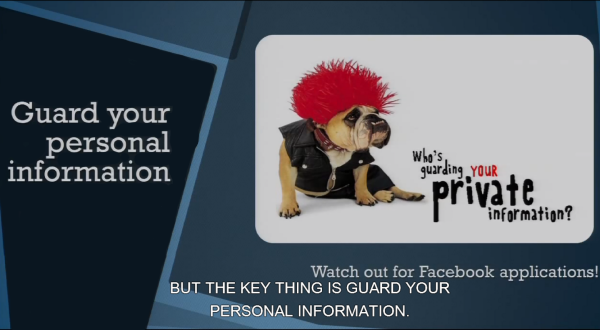 Guard your
personal
information
Who's
guarding YOUR
private
information?
Watch out for Facebook applications!
BUT THE KEY THING IS GUARD YOUR
PERSONAL INFORMATION.